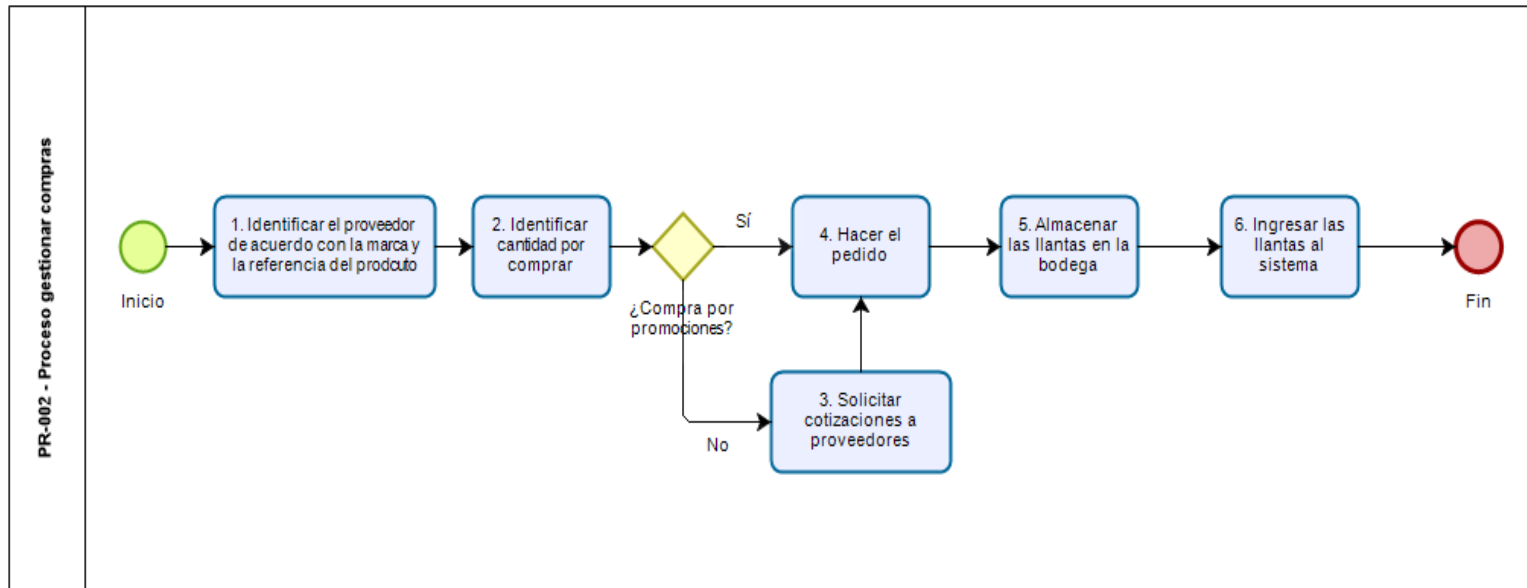 PR-002 - Proceso gestionar compras
Inicio
1. Identificar el proveedor
de acuerdo con la marca y
la referencia del prodcuto
2. Identificar
cantidad por
comprar
¿Compra por
promociones?
Sí
No
3. Solicitar
cotizaciones a
proveedores
4. Hacer el
pedido
5. Almacenar
las llantas en la
bodega
6. Ingresar las
llantas al
sistema
Fin